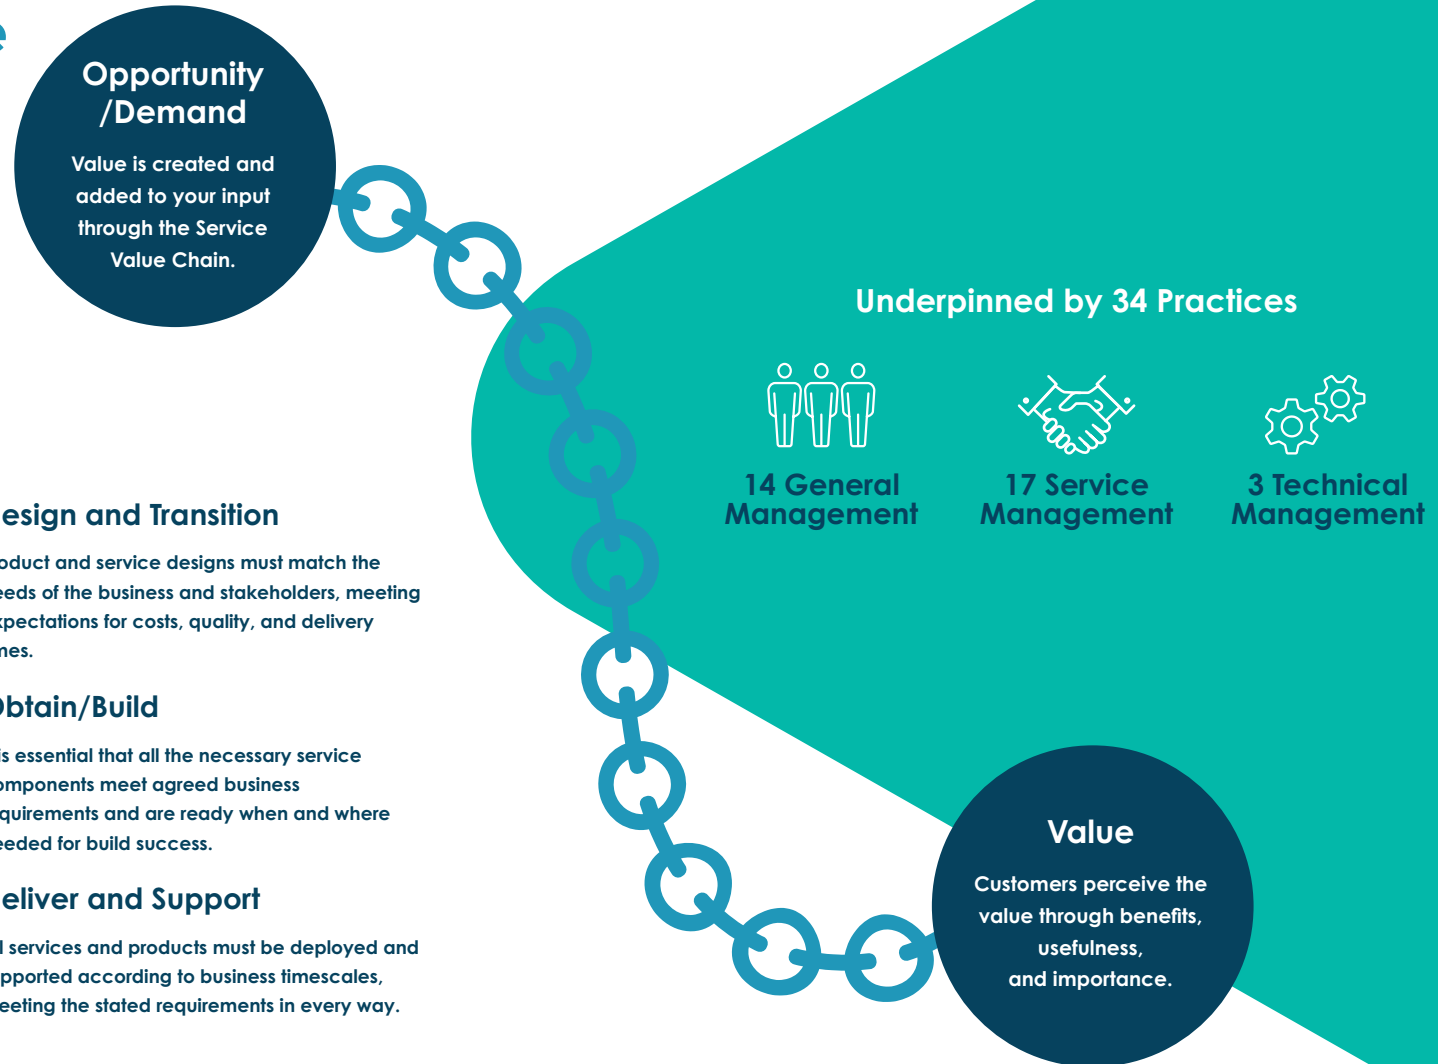 Opportunity
/Demand
Value is created and
added to your input
through the Service
Value Chain.
Underpinned by 34 Practices
14 General
Management
17 Service
Management
3 Technical
Management
esign and Transition
oduct and service designs must match the
eeds of the business and stakeholders, meeting
xpectations for costs, quality, and delivery
mes.
Obtain/Build
is essential that all the necessary service
omponents meet agreed business
quirements and are ready when and where
eeded for build success.
eliver and Support
l services and products must be deployed and
pported according to business timescales,
eeting the stated requirements in every way.
Value
Customers perceive the
value through benefits,
usefulness,
and importance.